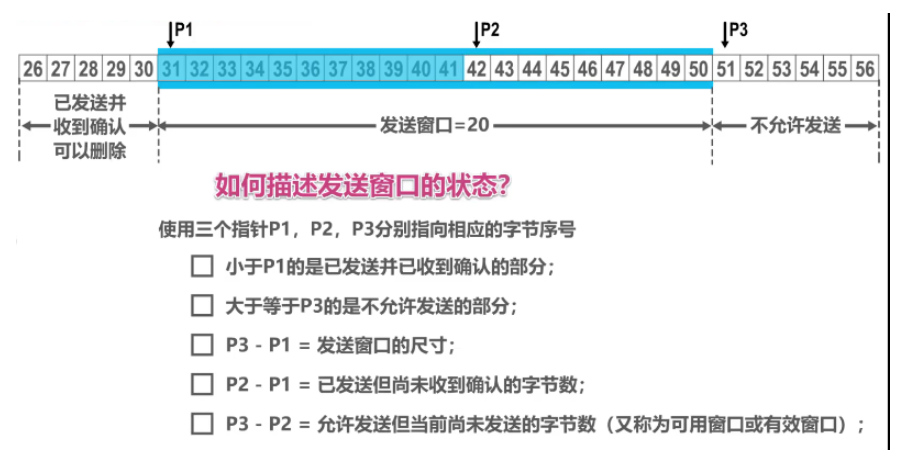 P1 P2 P3
26 27 28 29 30 31 32 33 34 35 36 37 38 39 40 41 42 43 44 45 46 47 48 49 50 51 52 53 54 55 56
已发送并
收到确认
可以删除
发送窗口=20
不允许发送
如何描述发送窗口的状态?
使用三个指针P1，P2，P3分别指向相应的字节序号
小于P1的是已发送并已收到确认的部分；
大于等于P3的是不允许发送的部分；
P3 - P1 = 发送窗口的尺寸；
P2 - P1 = 已发送但尚未收到确认的字节数；
P3 - P2 = 允许发送但当前尚未发送的字节数（又称为可用窗口或有效窗口）；